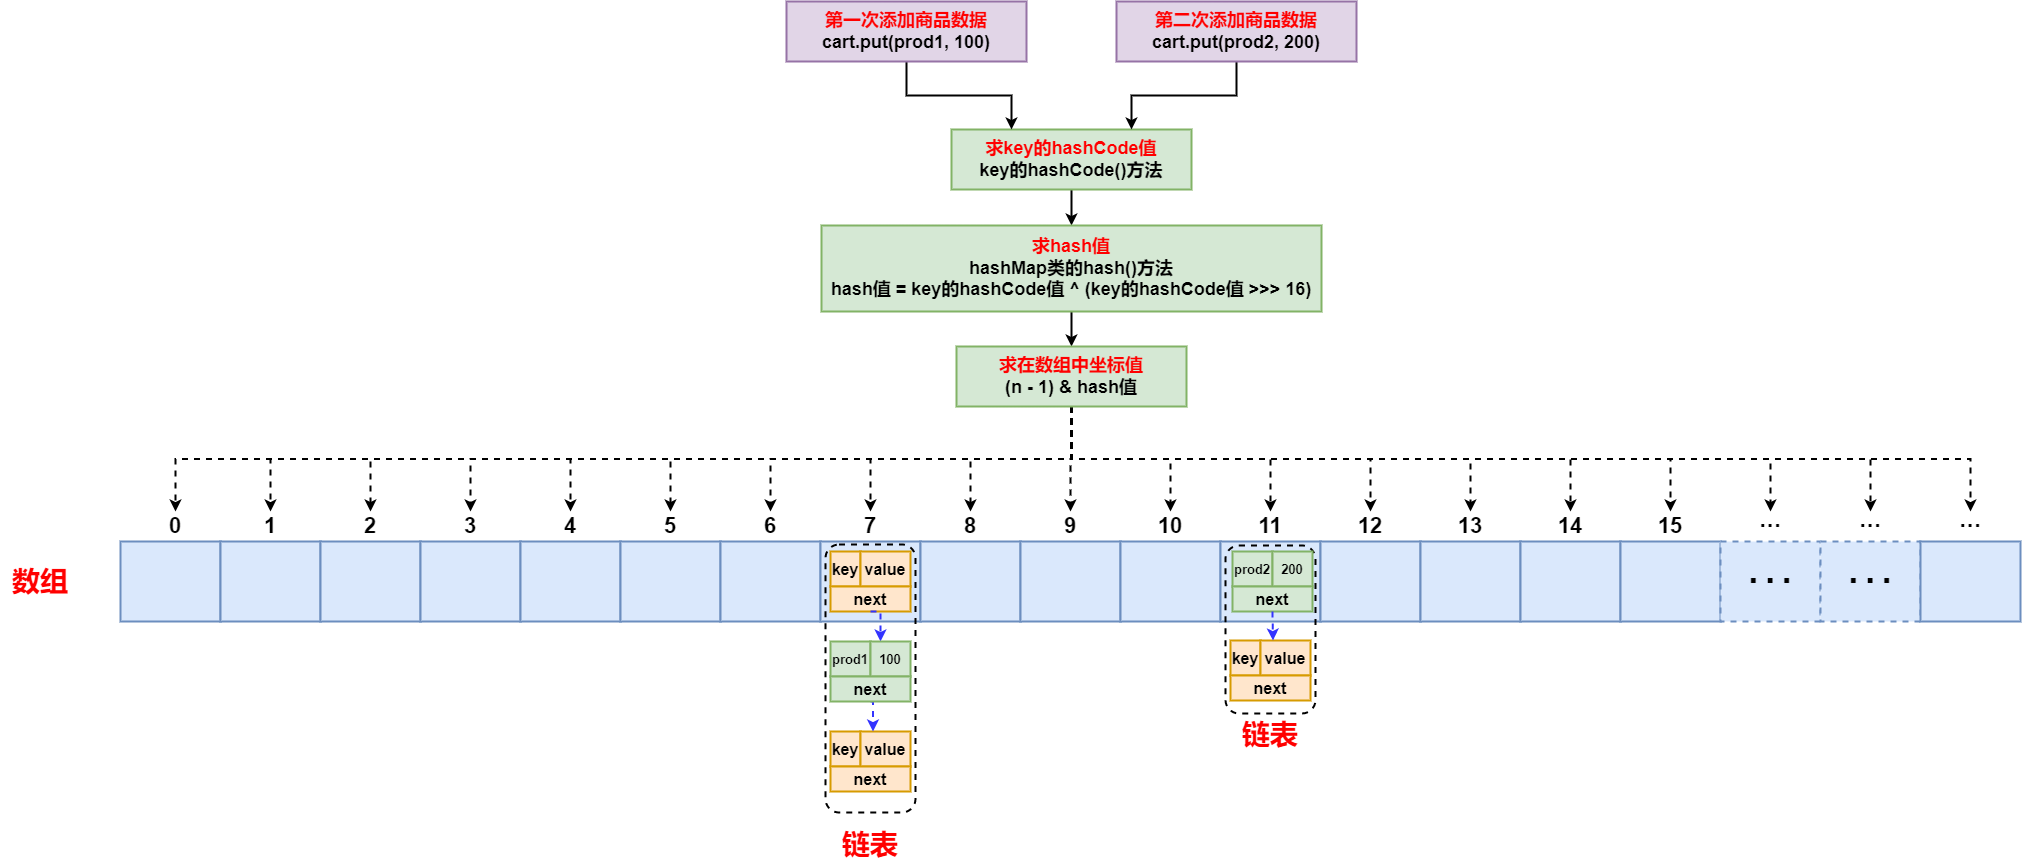 第一次添加商品数据
cart.put(prod1, 100)
第二次添加商品数据
cart.put(prod2, 200)
求key的hashCode值
key的hashCode()方法
求hash值
hashMap类的hash()方法
hash值 = key的hashCode值 ^ (key的hashCode值 >>> 16)
求在数组中坐标值
(n - 1) & hash值
0 1 2 3 4 5 6 7 8 9 10 11 12 13 14 15 ... ... ...
数组
key value
next
prod1 100
next
key value
next
链表
prod2 200
next
key value
next
链表
... ...